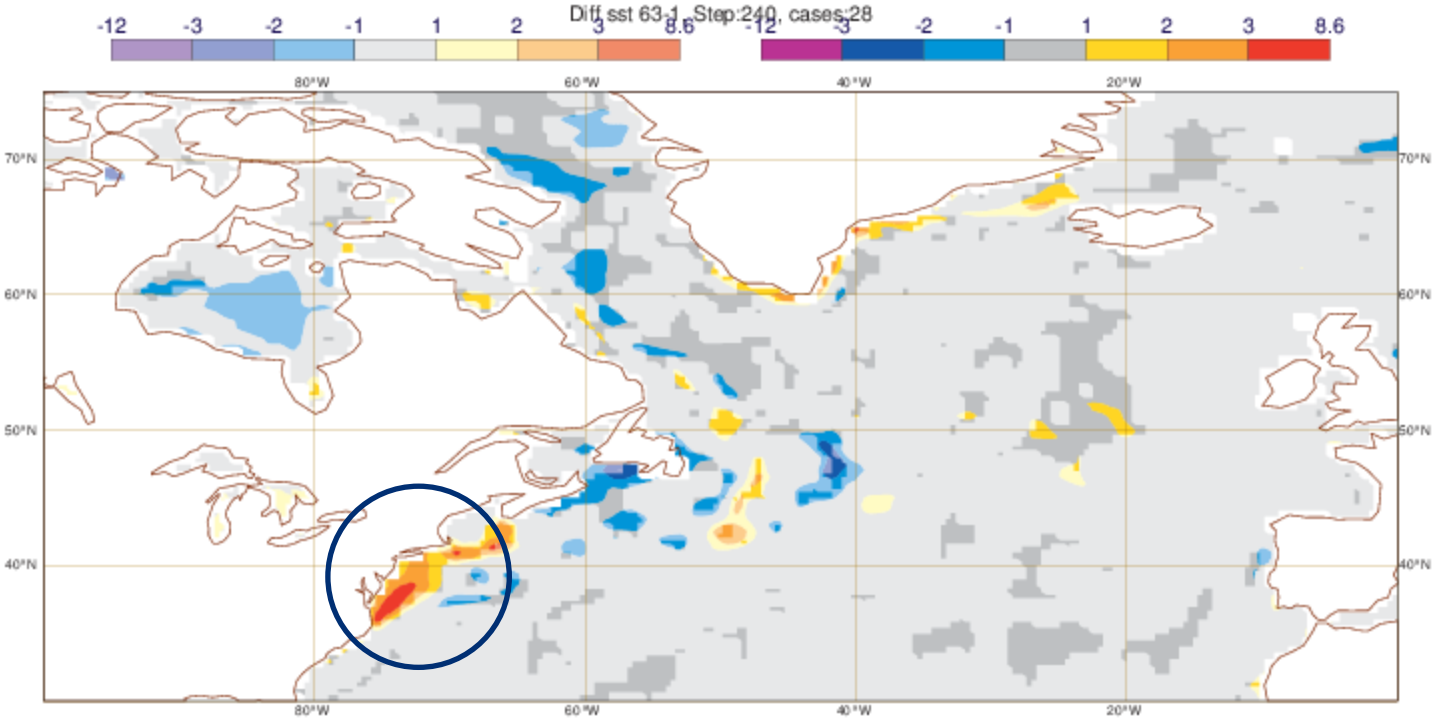 Diff sst 63-1, Step:240, cases:28
-12 -3 -2 -1 1 2 3 8.6 -12 -3 -2 -1 1 2 3 8.6
80°W 60°W 40°W 20°W
70°N 70°N
60°N 60°N
50°N 50°N
40°N 40°N
80°W 60°W 40°W 20°W